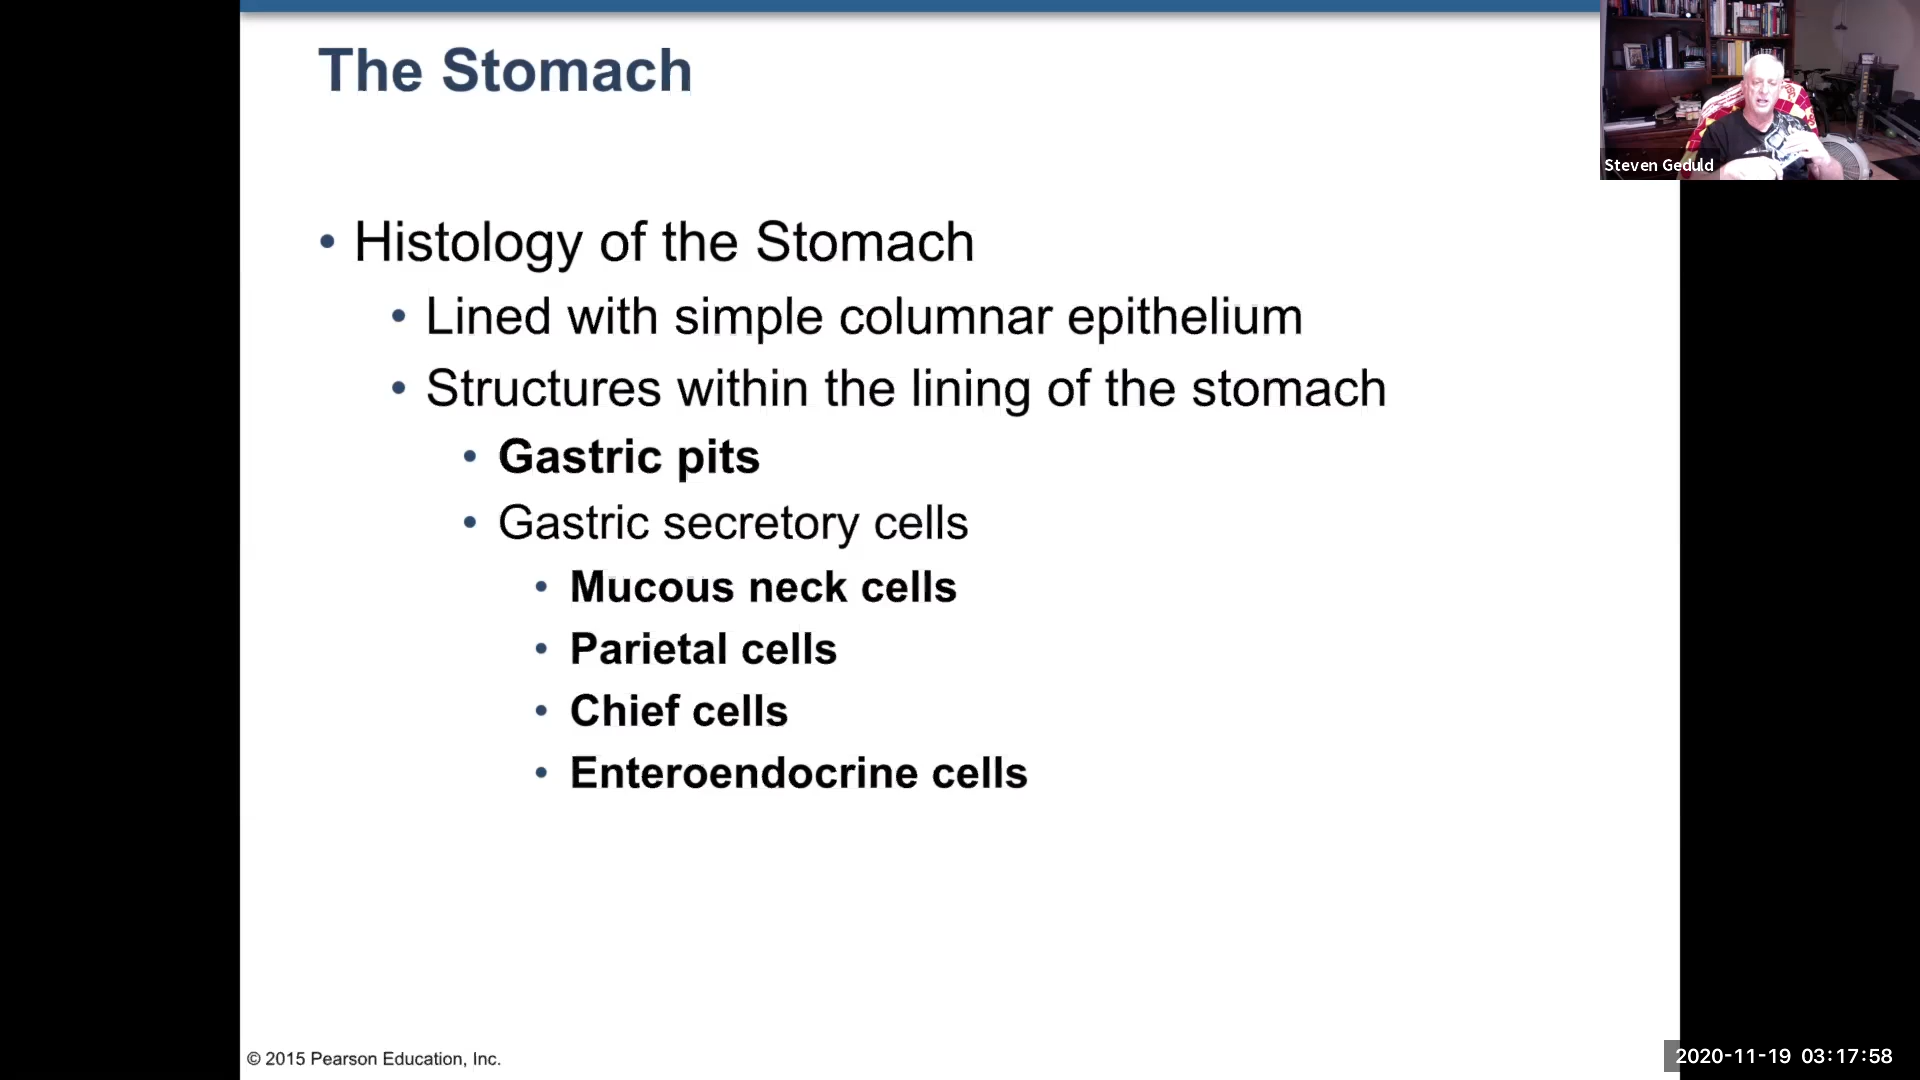 The Stomach
Steven Geduld
• Histology of the Stomach
• Lined with simple columnar epithelium
• Structures within the lining of the stomach
• Gastric pits
• Gastric secretory cells
• Mucous neck cells
• Parietal cells
• Chief cells
• Enteroendocrine cells
© 2015 Pearson Education, Inc.
2020-11-19 03:17:58